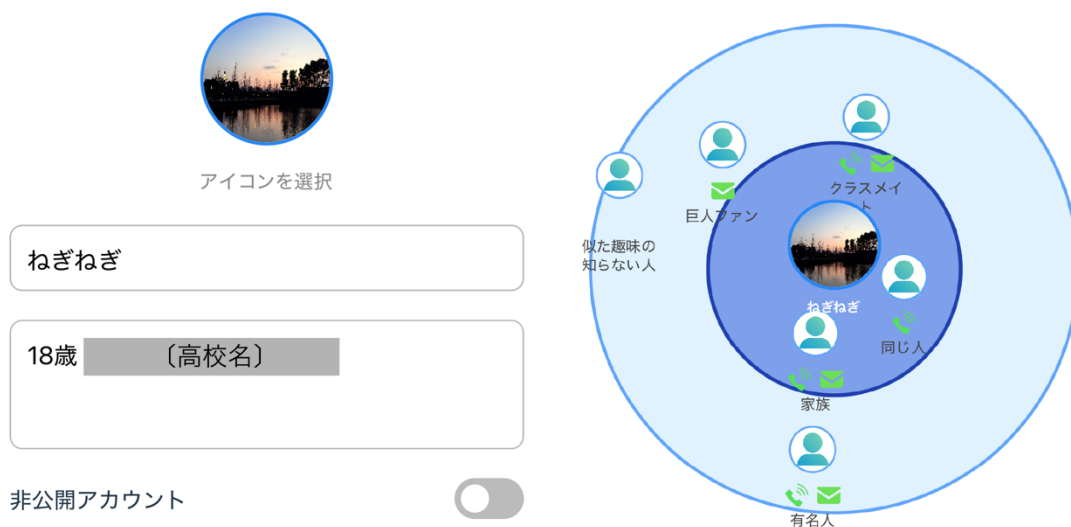 アイコンを選択
ねぎねぎ
18歳 〔高校名〕
非公開アカウント
クラスメイ
ト
巨人ファン
似た趣味の
知らない人
ねぎねぎ
同じ人
家族
有名人